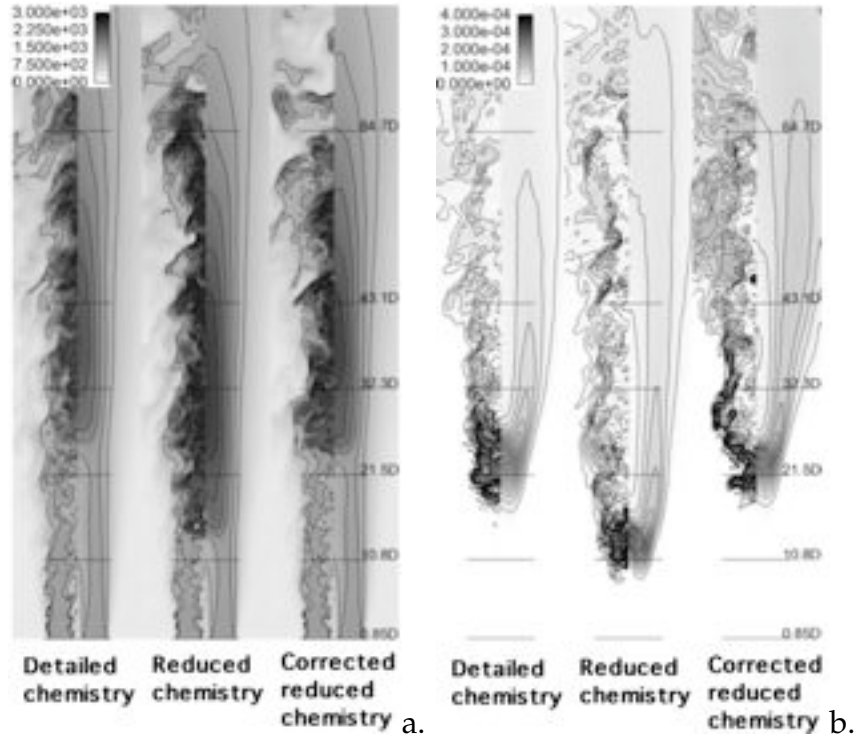 3.000e+03
2.250e+03
1.500e+03
7.500e+02
0.000e+00
64.7D
43.1D
32.3D
21.5D
10.8D
0.85D
Detailed chemistry
Reduced chemistry
Corrected reduced chemistry
a.
4.000e-04
3.000e-04
2.000e-04
1.000e-04
0.000e+00
64.7D
43.1D
32.3D
21.5D
10.8D
0.85D
Detailed chemistry
Reduced chemistry
Corrected reduced chemistry
b.